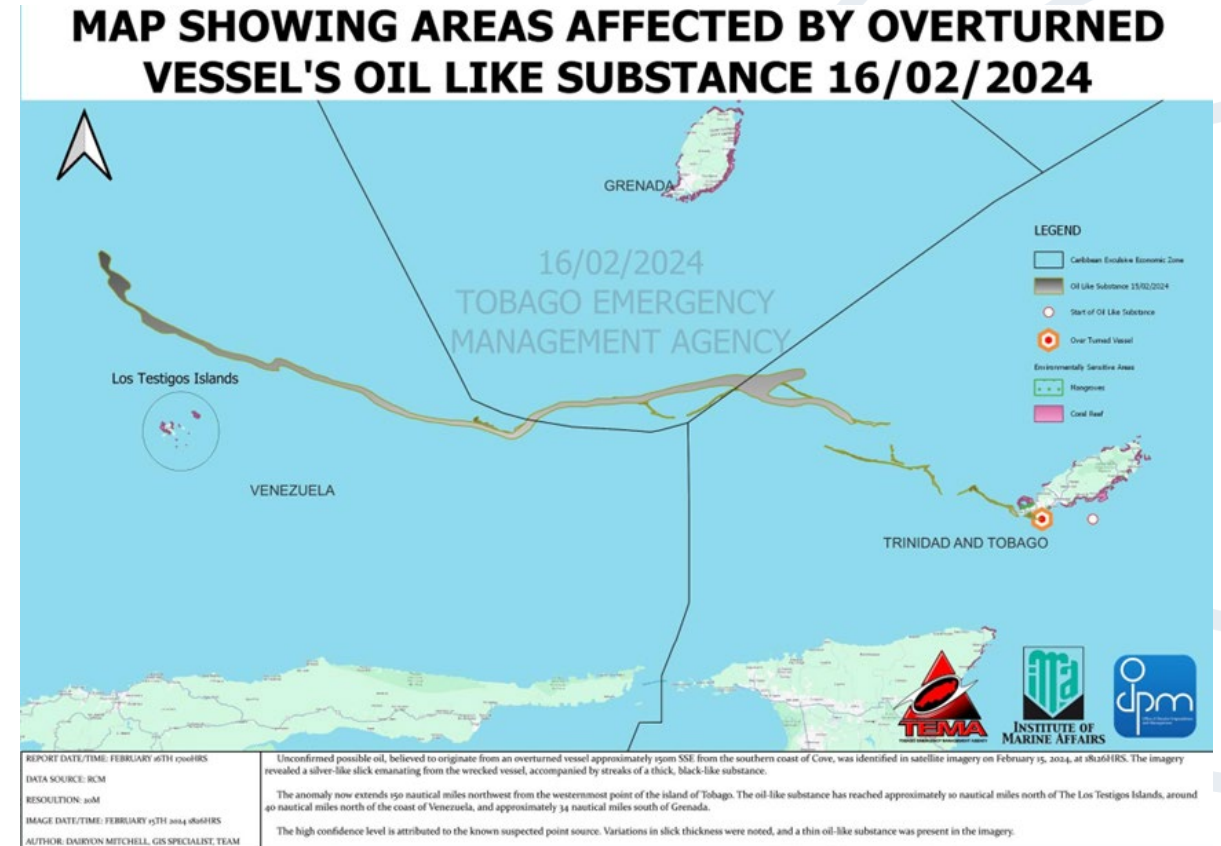 MAP SHOWING AREAS AFFECTED BY OVERTURNED
VESSEL'S OIL LIKE SUBSTANCE 16/02/2024
GRENADA
16/02/2024
TOBAGO EMERGENCY
MANAGEMENT AGENCY
LEGEND
Caribbean Exculsive Economic Zone
Oil Like Substance 15/02/2024
Start of Oil Like Substance
Over Turned Vessel
Environmentally Sensitive Areas
Mangroves
Coral Reef
Los Testigos Islands
VENEZUELA
TRINIDAD AND TOBAGO
TEMA
TOBAGO EMERGENCY MANAGEMENT AGENCY
ima
INSTITUTE OF
MARINE AFFAIRS
odpm
REPORT DATE/TIME: FEBRUARY 16TH 1700HRS
DATA SOURCE: RCM
RESOULTION: 20M
IMAGE DATE/TIME: FEBRUARY 15TH 2024 1826HRS
AUTHOR: DAIRYON MITCHELL, GIS SPECIALIST, TEAM
Unconfirmed possible oil, believed to originate from an overturned vessel approximately 150m SSE from the southern coast of Cove, was identified in satellite imagery on February 15, 2024, at 18:26HRS. The imagery
revealed a silver-like slick emanating from the wrecked vessel, accompanied by streaks of a thick, black-like substance.
The anomaly now extends 150 nautical miles northwest from the westernmost point of the island of Tobago. The oil-like substance has reached approximately 10 nautical miles north of The Los Testigos Islands, around
40 nautical miles north of the coast of Venezuela, and approximately 34 nautical miles south of Grenada.
The high confidence level is attributed to the known suspected point source. Variations in slick thickness were noted, and a thin oil-like substance was present in the imagery.